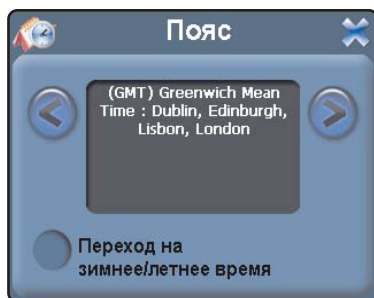 Пояс
(GMT) Greenwich Mean
Time : Dublin, Edinburgh,
Lisbon, London
Переход на
зимнее/летнее время